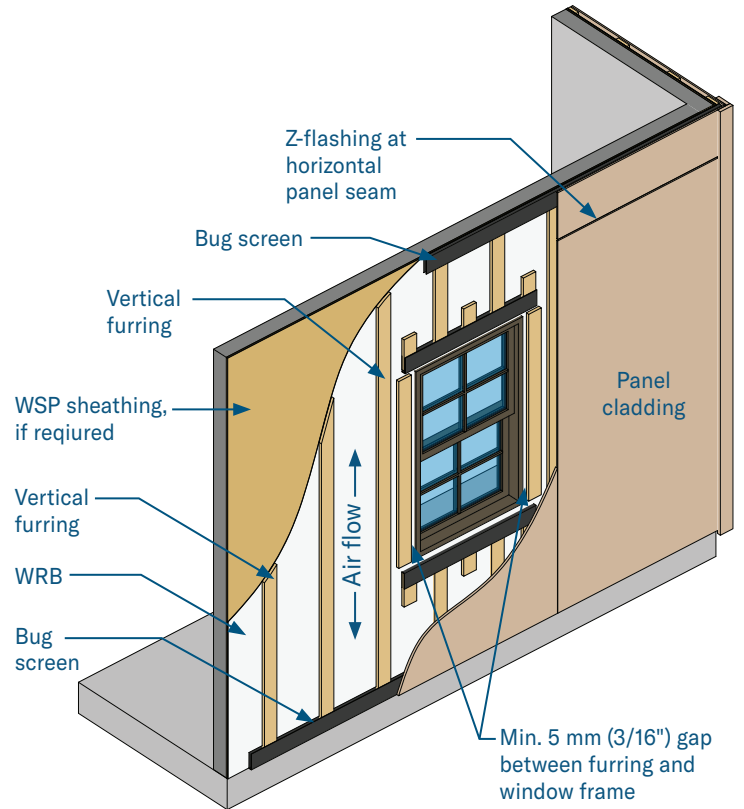 Z-flashing at
horizontal
panel seam
Bug screen
Vertical
furring
WSP sheathing,
if reqiured
Panel
cladding
Vertical
furring
Air flow
WRB
Bug
screen
Min. 5 mm (3/16") gap
between furring and
window frame